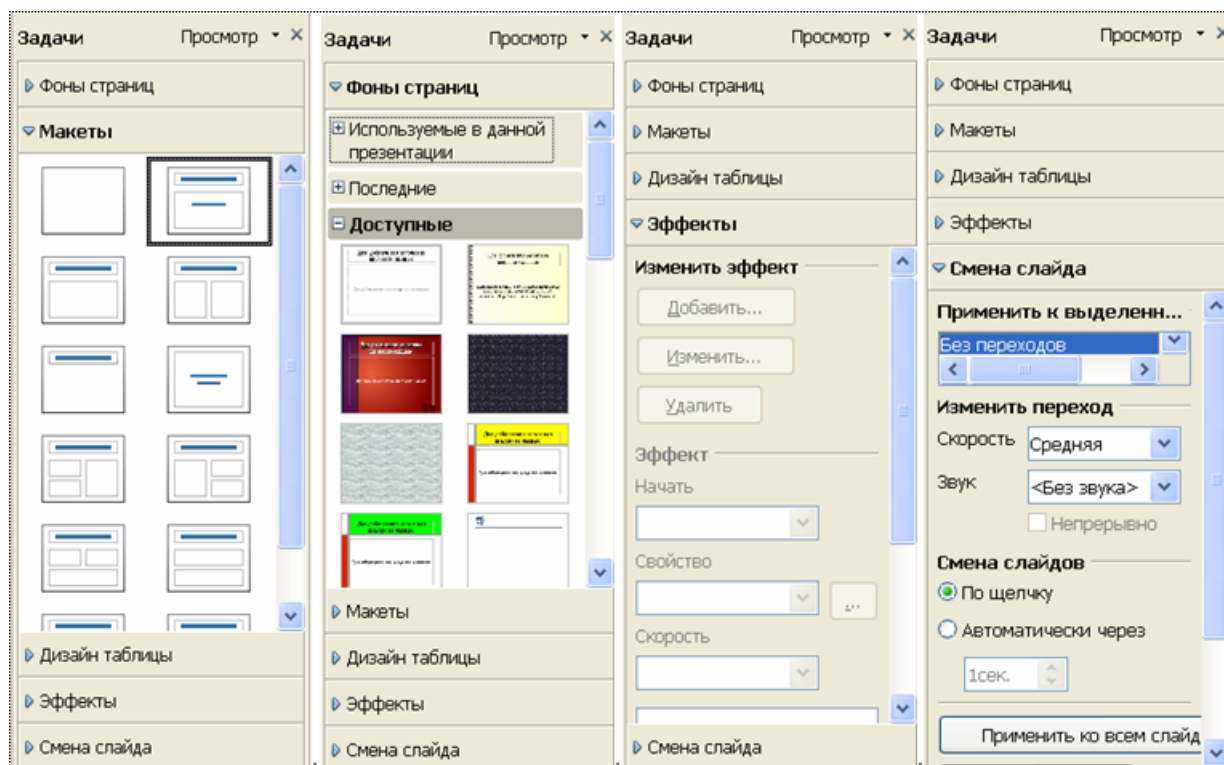 Задачи Просмотр
Фоны страниц
Макеты
Дизайн таблицы
Эффекты
Смена слайда
Задачи Просмотр
Фоны страниц
Используемые в данной
презентации
Последние
Доступные
Макеты
Дизайн таблицы
Эффекты
Смена слайда
Задачи Просмотр
Фоны страниц
Макеты
Дизайн таблицы
Эффекты
Изменить эффект
Добавить...
Изменить...
Удалить
Эффект
Начать
Свойство
...
Скорость
Смена слайда
Задачи Просмотр
Фоны страниц
Макеты
Дизайн таблицы
Эффекты
Смена слайда
Применить к выделенн...
Без переходов
Изменить переход
Скорость Средняя
Звук <Без звука>
Непрерывно
Смена слайдов
По щелчку
Автоматически через
1сек.
Применить ко всем слайд